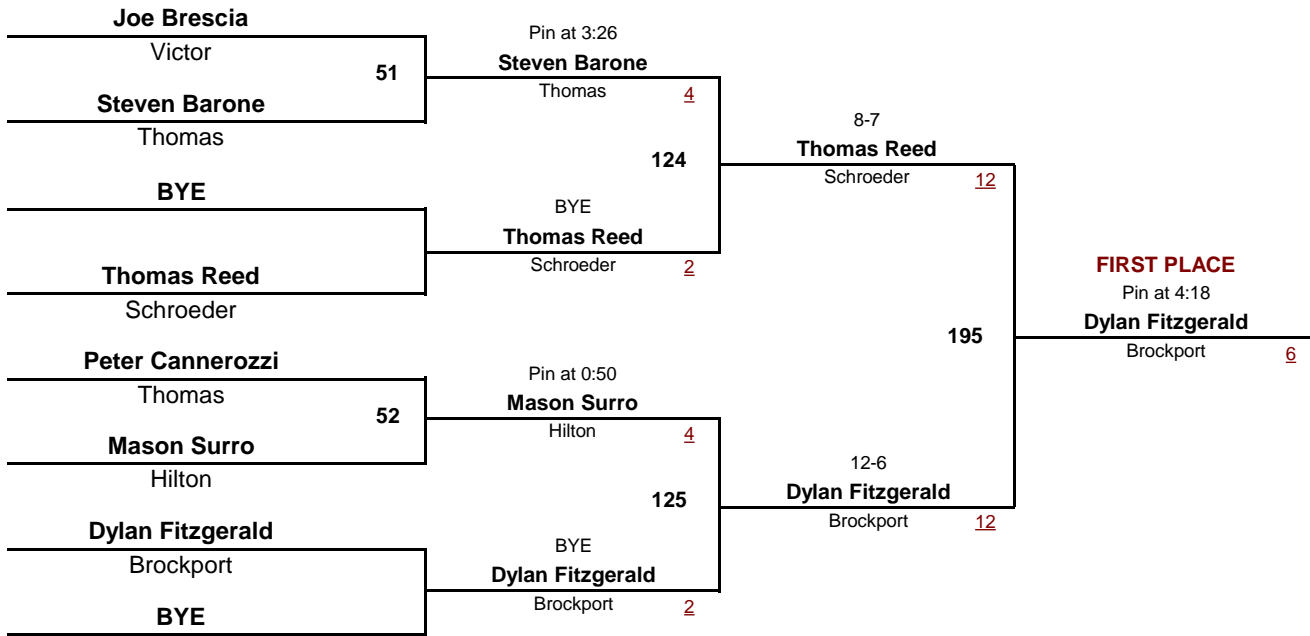 Joe Brescia
Victor
51
Steven Barone
Thomas
BYE
Thomas Reed
Schroeder
Peter Cannerozzi
Thomas
52
Mason Surro
Hilton
Dylan Fitzgerald
Brockport
BYE
Pin at 3:26
Steven Barone
Thomas 4
124
BYE
Thomas Reed
Schroeder 2
Pin at 0:50
Mason Surro
Hilton 4
125
BYE
Dylan Fitzgerald
Brockport 2
8-7
Thomas Reed
Schroeder 12
195
12-6
Dylan Fitzgerald
Brockport 12
FIRST PLACE
Pin at 4:18
Dylan Fitzgerald
Brockport 6